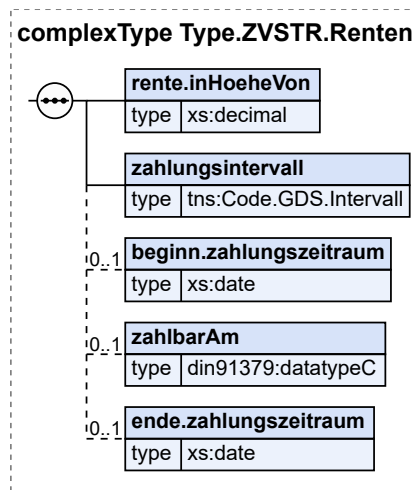 complexType Type.ZVSTR.Renten
rente.inHoeheVon
type xs:decimal
zahlungsintervall
type tns:Code.GDS.Intervall
0..1 beginn.zahlungszeitraum
type xs:date
0..1 zahlbarAm
type din91379:datatypeC
0..1 ende.zahlungszeitraum
type xs:date